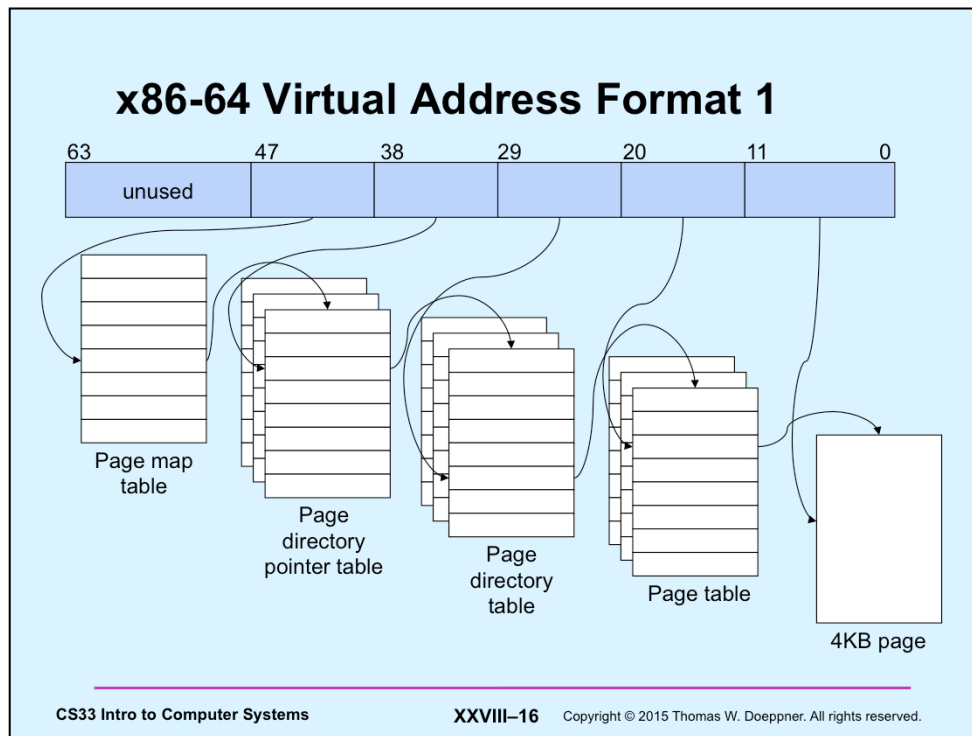 x86-64 Virtual Address Format 1
63 47 38 29 20 11 0
unused
Page map
table
Page
directory
pointer table
Page
directory
table
Page table
4KB page
CS33 Intro to Computer Systems XXVIII–16 Copyright © 2015 Thomas W. Doeppner. All rights reserved.